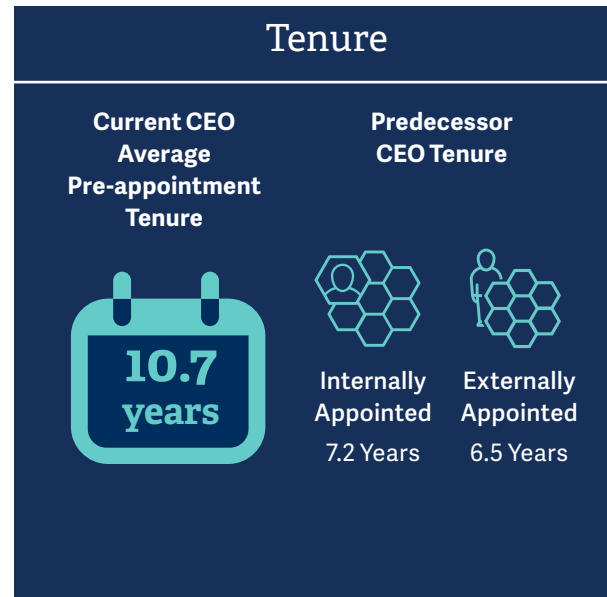 Tenure
Current CEO
Average
Pre-appointment
Tenure
10.7
years
Predecessor
CEO Tenure
Internally
Appointed
7.2 Years
Externally
Appointed
6.5 Years